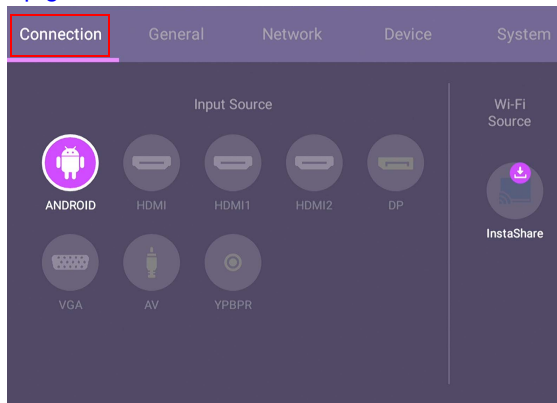 Connection General Network Device System
Input Source
Wi-Fi
Source
ANDROID HDMI HDMI1 HDMI2 DP
InstaShare
VGA AV YPBPR